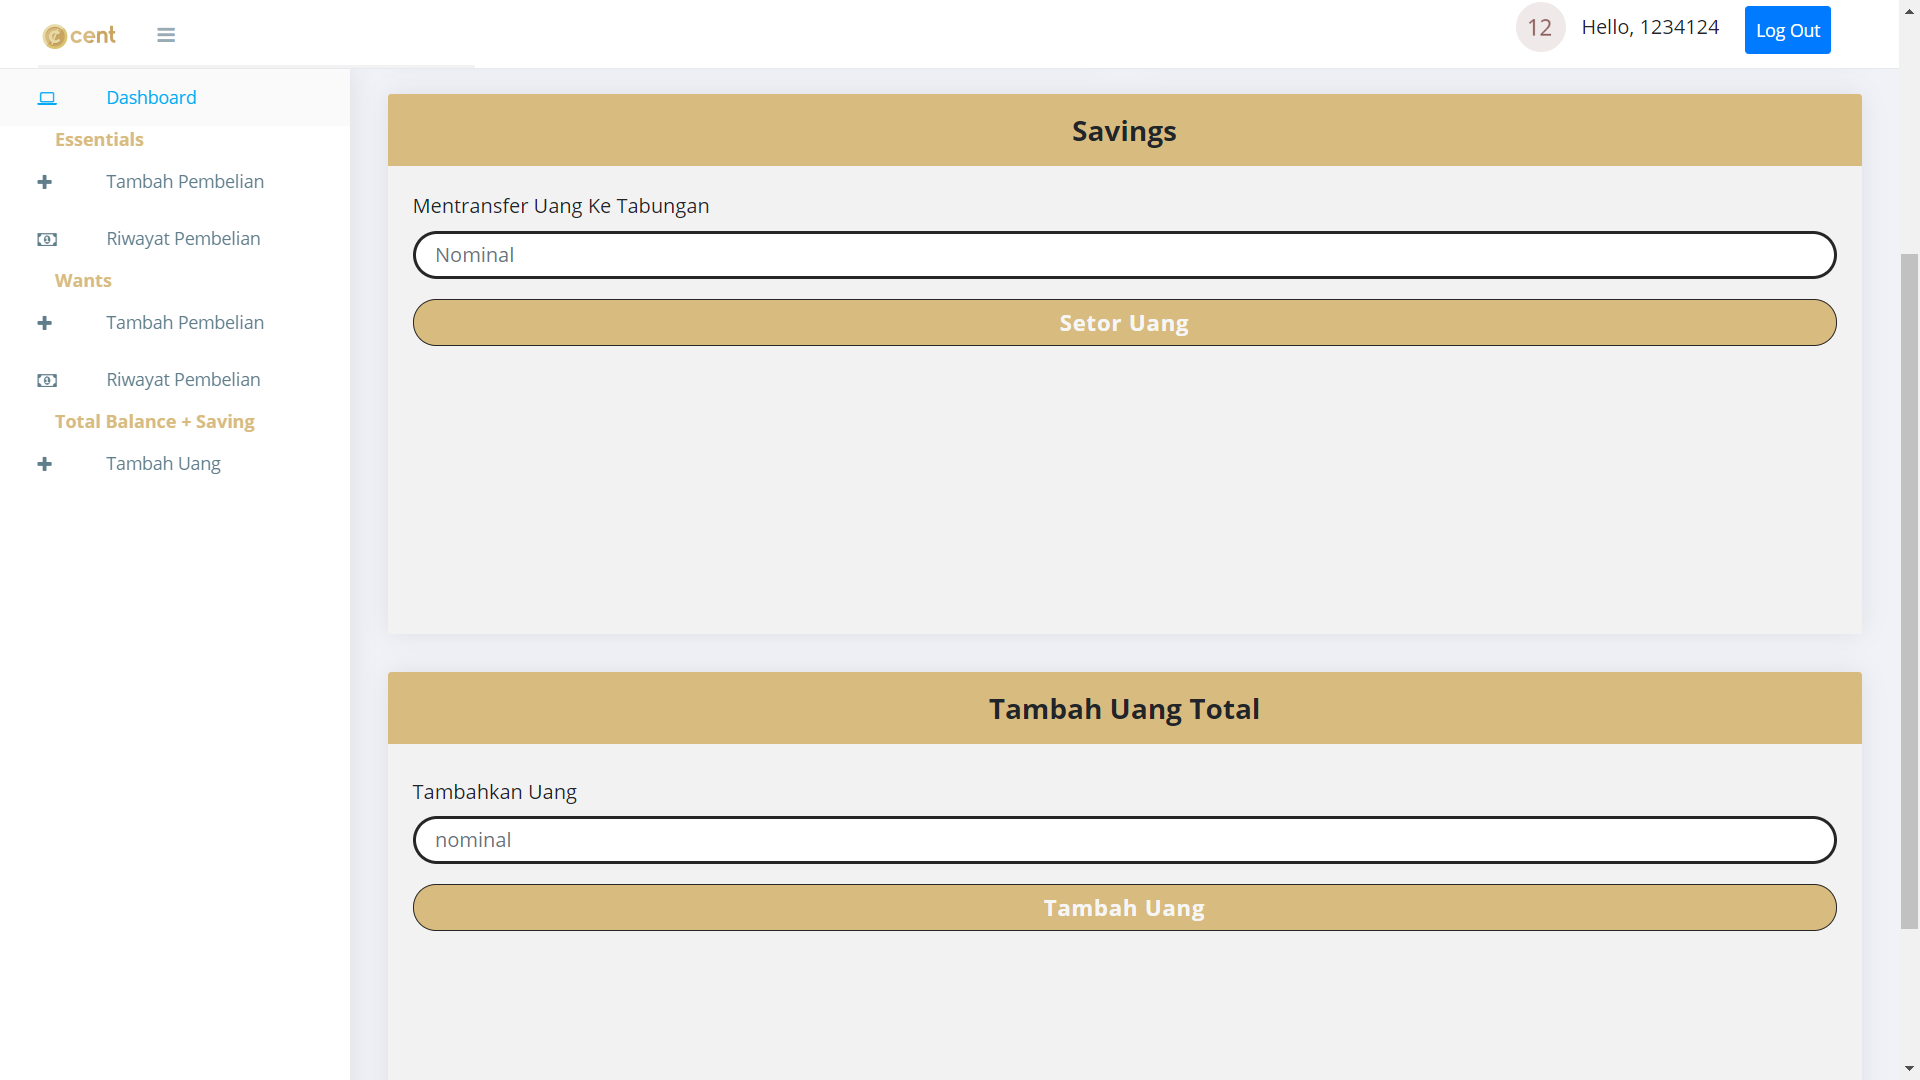 cent
12
Hello, 1234124
Log Out
Dashboard
Essentials
Tambah Pembelian
Riwayat Pembelian
Wants
Tambah Pembelian
Riwayat Pembelian
Total Balance + Saving
Tambah Uang
Savings
Mentransfer Uang Ke Tabungan
Nominal
Setor Uang
Tambah Uang Total
Tambahkan Uang
nominal
Tambah Uang